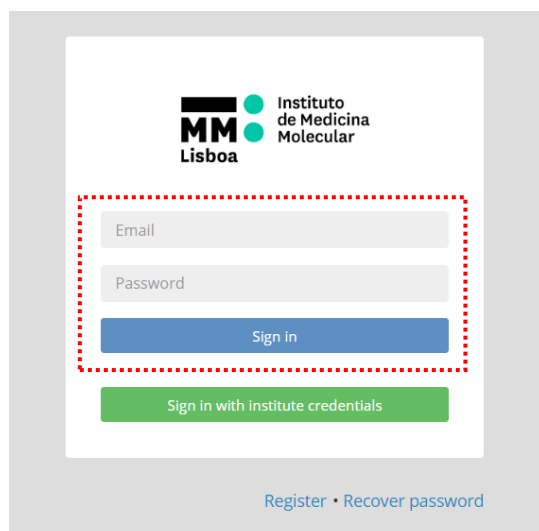 Instituto
de Medicina
Molecular
MM
Lisboa
Email
Password
Sign in
Sign in with institute credentials
Register • Recover password